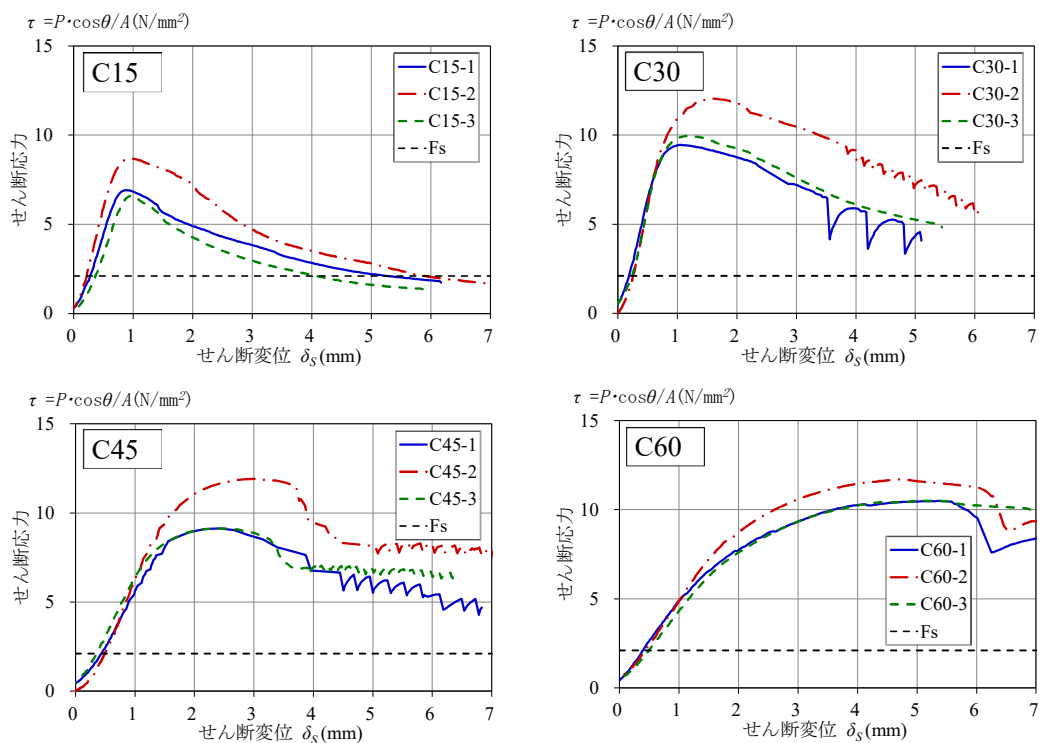 τ =P·cosθ/A(N/mm²)
C15
C15-1
C15-2
C15-3
Fs
せん断応力
15
10
5
0
0 1 2 3 4 5 6 7
せん断変位 δS(mm)
C30
C30-1
C30-2
C30-3
Fs
せん断応力
15
10
5
0
0 1 2 3 4 5 6 7
せん断変位 δS(mm)
τ =P·cosθ/A(N/mm²)
τ =P·cosθ/A(N/mm²)
C45
C45-1
C45-2
C45-3
Fs
せん断応力
15
10
5
0
0 1 2 3 4 5 6 7
せん断変位 δS(mm)
τ =P·cosθ/A(N/mm²)
C60
C60-1
C60-2
C60-3
Fs
せん断応力
15
10
5
0
0 1 2 3 4 5 6 7
せん断変位 δS(mm)